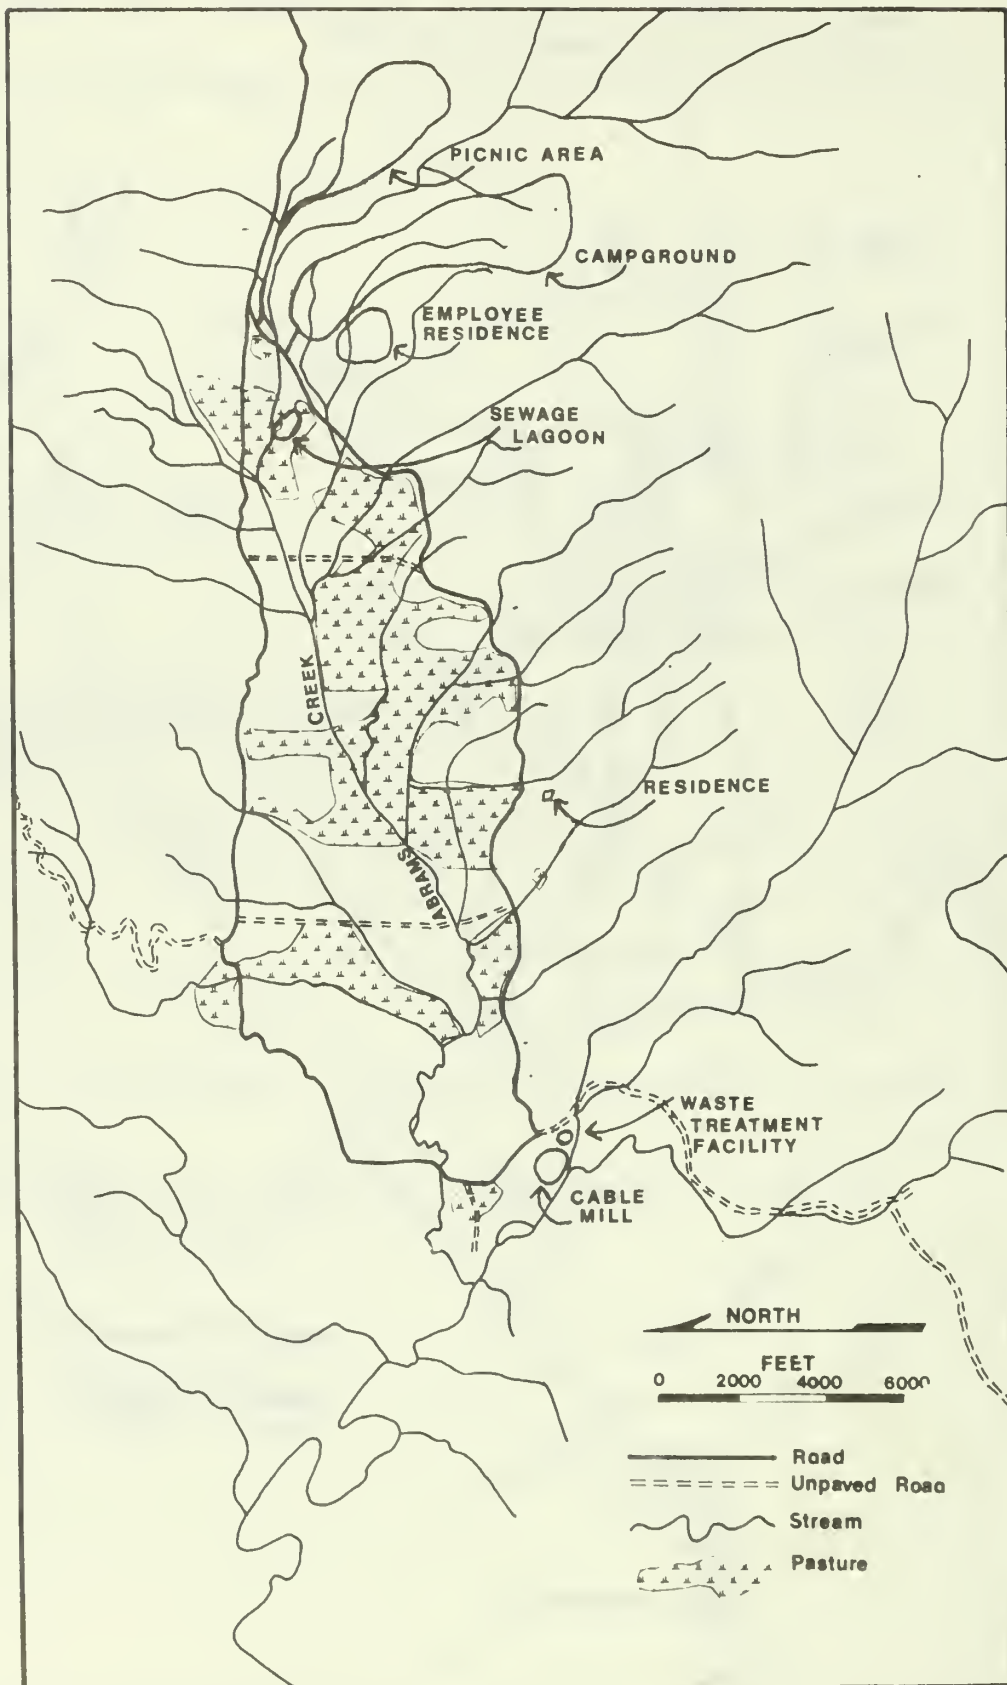 PICNIC AREA
CAMPGROUND
EMPLOYEE
RESIDENCE
SEWAGE
LAGOON
CREEK
RESIDENCE
ABRAMS
WASTE
TREATMENT
FACILITY
CABLE
MILL
NORTH
FEET
0 2000 4000 6000
Road
Unpaved Road
Stream
Pasture